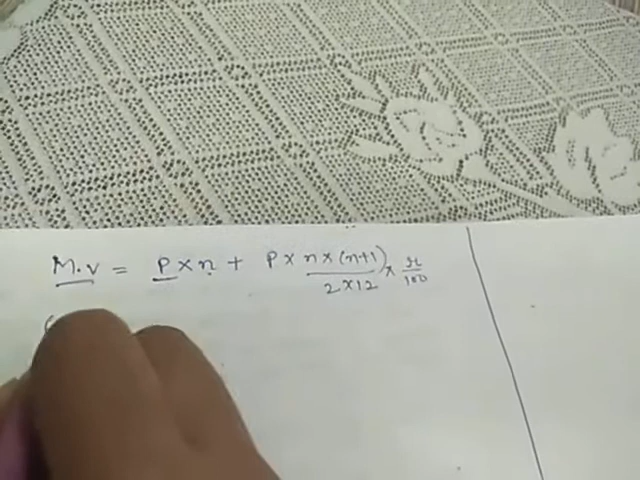 M.V = P × n + P × n × (n+1) / 2 × 12 × r / 100